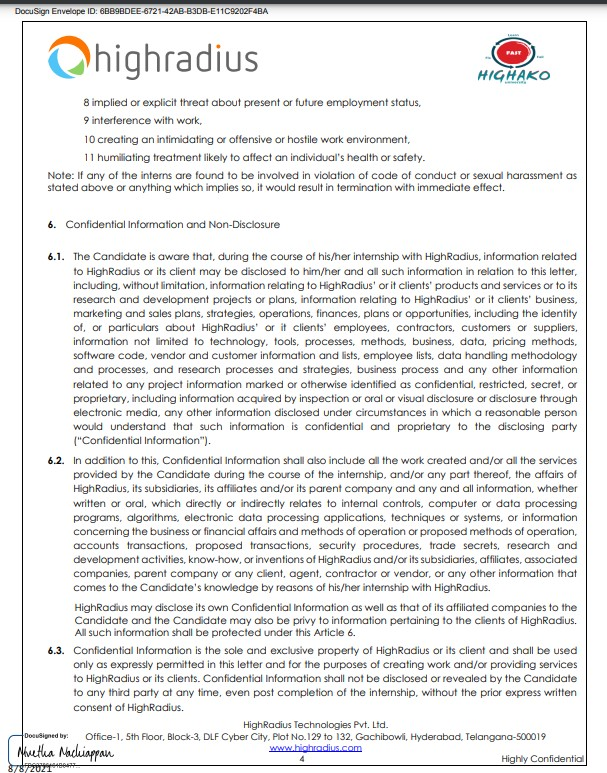 DocuSign Envelope ID: 6BB9BDEE-6721-42AB-B3DB-E11C9202F4BA
highradius
FAST
HIGHAKO
8 implied or explicit threat about present or future employment status,
9 interference with work,
10 creating an intimidating or offensive or hostile work environment,
11 humiliating treatment likely to affect an individual's health or safety.
Note: If any of the interns are found to be involved in violation of code of conduct or sexual harassment as
stated above or anything which implies so, it would result in termination with immediate effect.
6. Confidential Information and Non-Disclosure
6.1. The Candidate is aware that, during the course of his/her internship with HighRadius, information related
to HighRadius or its client may be disclosed to him/her and all such information in relation to this letter,
including, without limitation, information relating to HighRadius' or it clients' products and services or to its
research and development projects or plans, information relating to HighRadius' or it clients' business,
marketing and sales plans, strategies, operations, finances, plans or opportunities, including the identity
of, or particulars about HighRadius' or it clients' employees, contractors, customers or suppliers,
information not limited to technology, tools, processes, methods, business, data, pricing methods,
software code, vendor and customer information and lists, employee lists, data handling methodology
and processes, and research processes and strategies, business process and any other information
related to any project information marked or otherwise identified as confidential, restricted, secret, or
proprietary, including information acquired by inspection or oral or visual disclosure or disclosure through
electronic media, any other information disclosed under circumstances in which a reasonable person
would understand that such information is confidential and proprietary to the disclosing party
("Confidential Information").
6.2. In addition to this, Confidential Information shall also include all the work created and/or all the services
provided by the Candidate during the course of the internship, and/or any part thereof, the affairs of
HighRadius, its subsidiaries, its affiliates and/or its parent company and any and all information, whether
written or oral, which directly or indirectly relates to internal controls, computer or data processing
programs, algorithms, electronic data processing applications, techniques or systems, or information
concerning the business or financial affairs and methods of operation or proposed methods of operation,
accounts transactions, proposed transactions, security procedures, trade secrets, research and
development activities, know-how, or inventions of HighRadius and/or its subsidiaries, affiliates, associated
companies, parent company or any client, agent, contractor or vendor, or any other information that
comes to the Candidate's knowledge by reasons of his/her internship with HighRadius.
HighRadius may disclose its own Confidential Information as well as that of its affiliated companies to the
Candidate and the Candidate may also be privy to information pertaining to the clients of HighRadius.
All such information shall be protected under this Article 6.
6.3. Confidential Information is the sole and exclusive property of HighRadius or its client and shall be used
only as expressly permitted in this letter and for the purposes of creating work and/or providing services
to HighRadius or its clients. Confidential Information shall not be disclosed or revealed by the Candidate
to any third party at any time, even post completion of the internship, without the prior express written
consent of HighRadius.
HighRadius Technologies Pvt. Ltd.
DocuSigned by:
Office-1, 5th Floor, Block-3, DLF Cyber City, Plot No.129 to 132, Gachibowli, Hyderabad, Telangana-500019
www.highradius.com
Nachiappan
4
Highly Confidential
8/8/2021